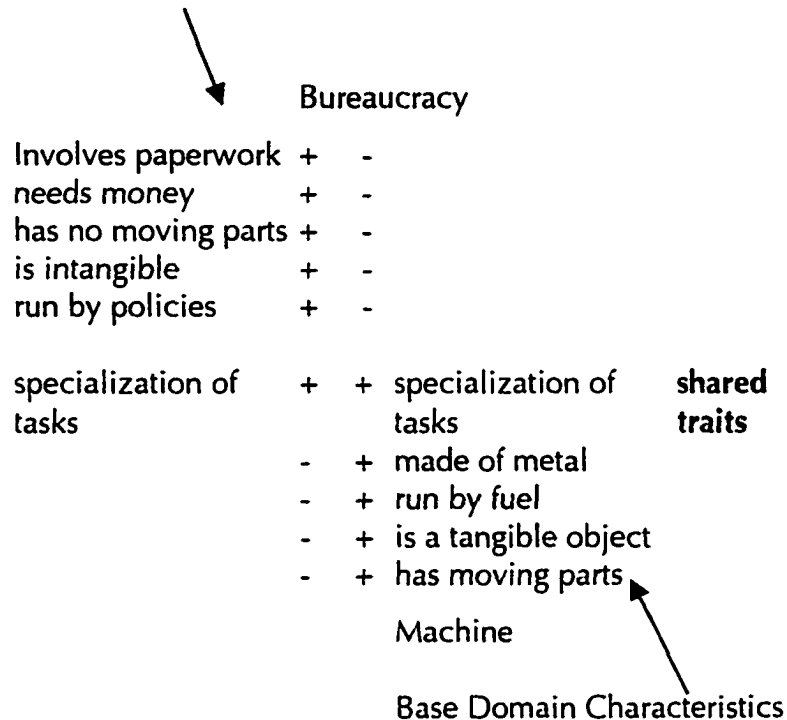 Bureaucracy
Involves paperwork + -
needs money + -
has no moving parts + -
is intangible + -
run by policies + -
specialization of + + specialization of shared
tasks tasks traits
- + made of metal
- + run by fuel
- + is a tangible object
- + has moving parts
Machine
Base Domain Characteristics